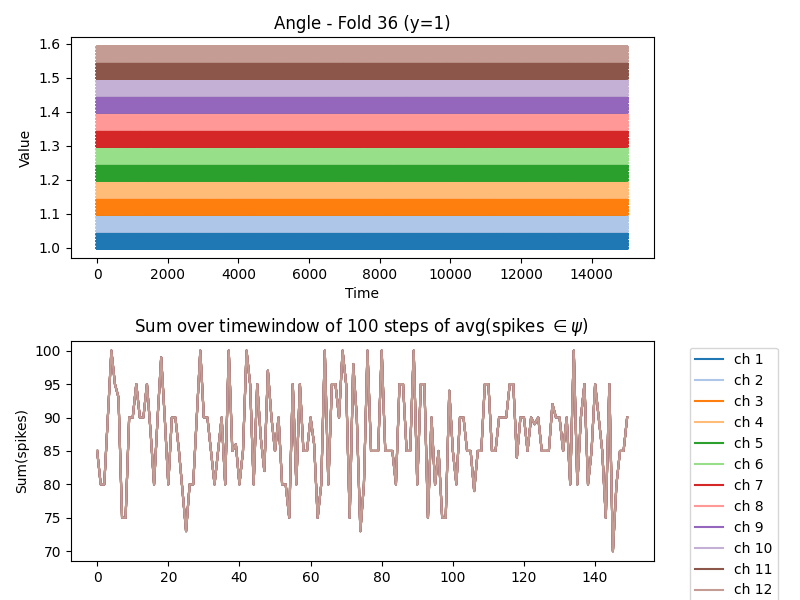 Angle - Fold 36 (y=1)
1.6
1.5
1.4
1.3
1.2
1.1
1.0
Value
0 2000 4000 6000 8000 10000 12000 14000
Time
Sum over timewindow of 100 steps of avg(spikes ∈ ψ)
100
95
90
85
80
75
70
Sum(spikes)
0 20 40 60 80 100 120 140
ch 1
ch 2
ch 3
ch 4
ch 5
ch 6
ch 7
ch 8
ch 9
ch 10
ch 11
ch 12